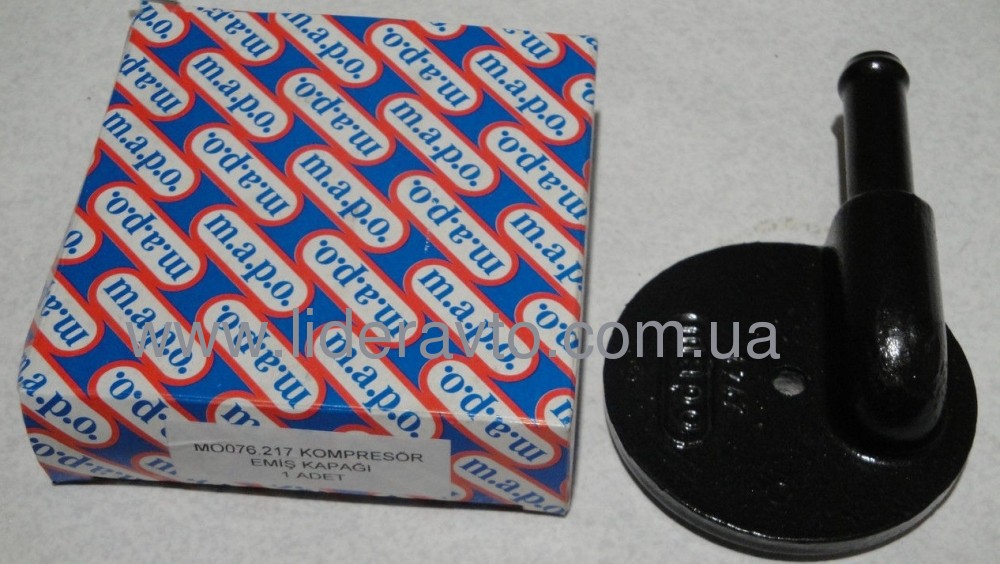 m.a.p.o.
www.lideravto.com.ua
MO076.217 KOMPRESÖR
EMİŞ KAPAĞI
1 ADET
m.a.p.o.